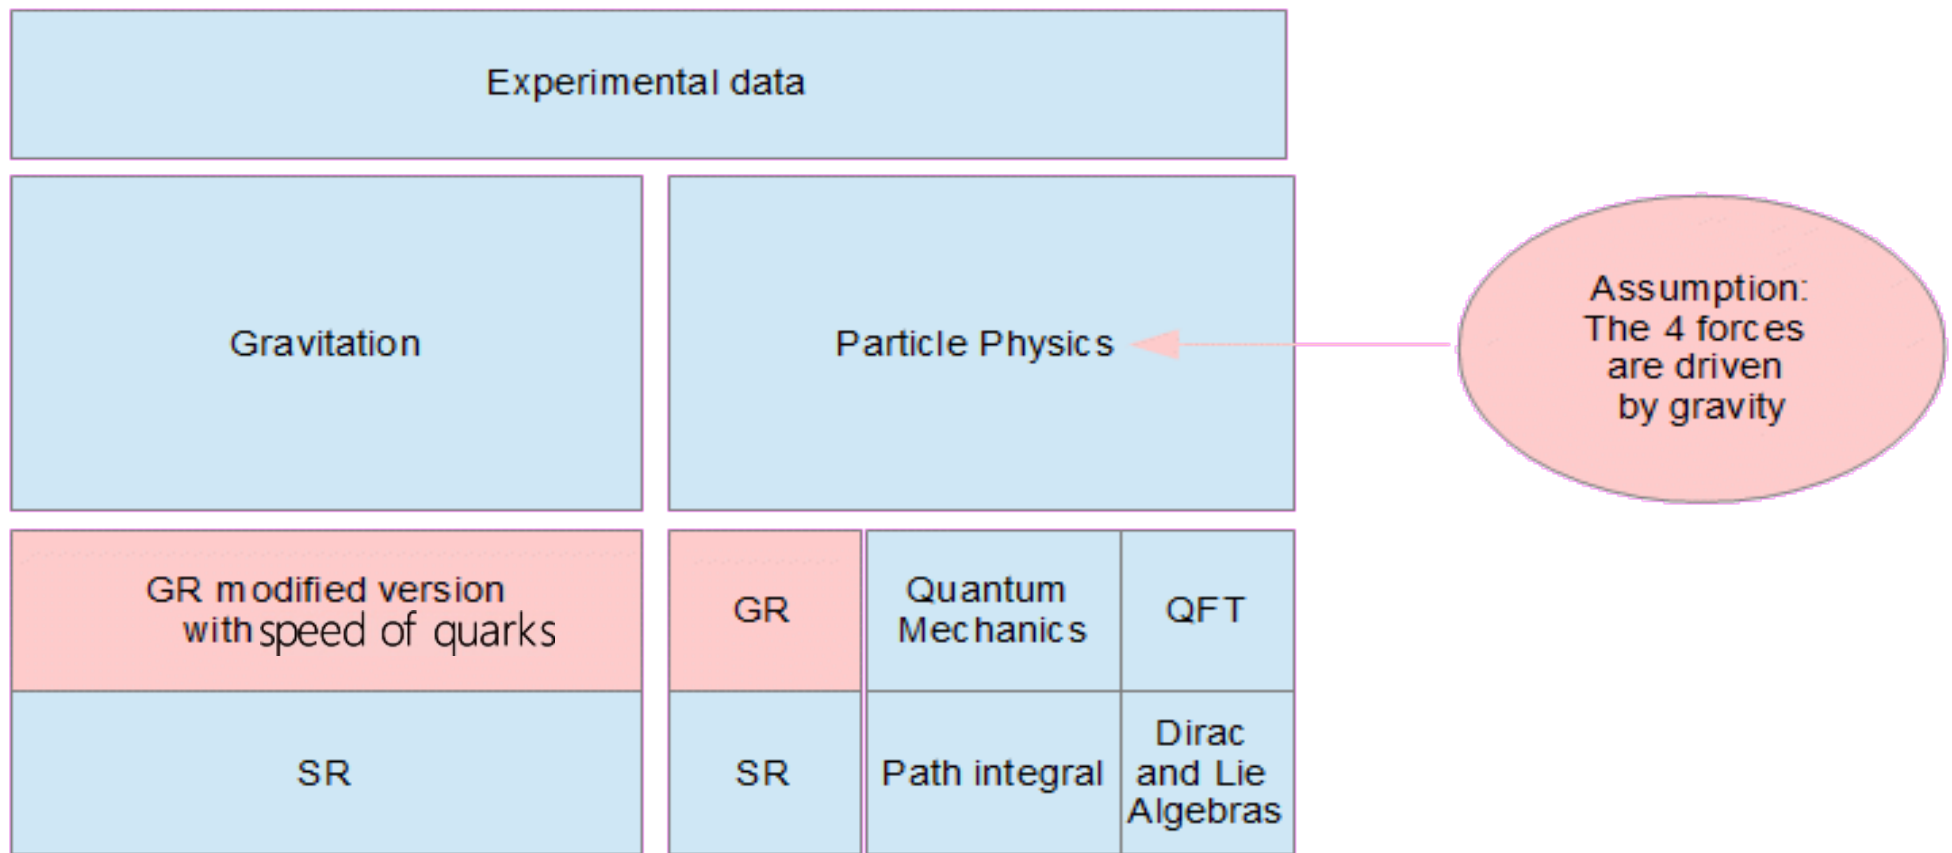 Experimental data
Gravitation
Particle Physics
Assumption:
The 4 forces
are driven
by gravity
GR modified version
with speed of quarks
GR
Quantum
Mechanics
QFT
SR
SR
Path integral
Dirac
and Lie
Algebras